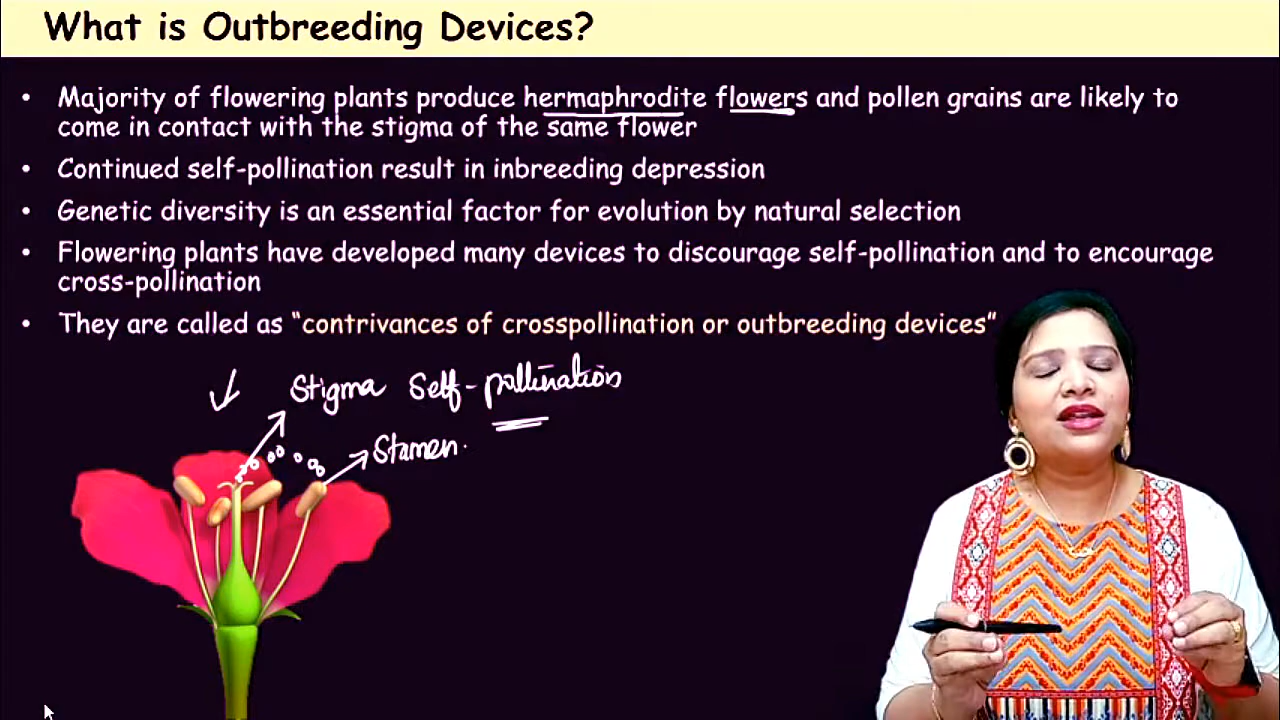 What is Outbreeding Devices?
• Majority of flowering plants produce hermaphrodite flowers and pollen grains are likely to
come in contact with the stigma of the same flower
• Continued self-pollination result in inbreeding depression
• Genetic diversity is an essential factor for evolution by natural selection
• Flowering plants have developed many devices to discourage self-pollination and to encourage
cross-pollination
• They are called as “contrivances of crosspollination or outbreeding devices”
Stigma Self-pollination
Stamen.